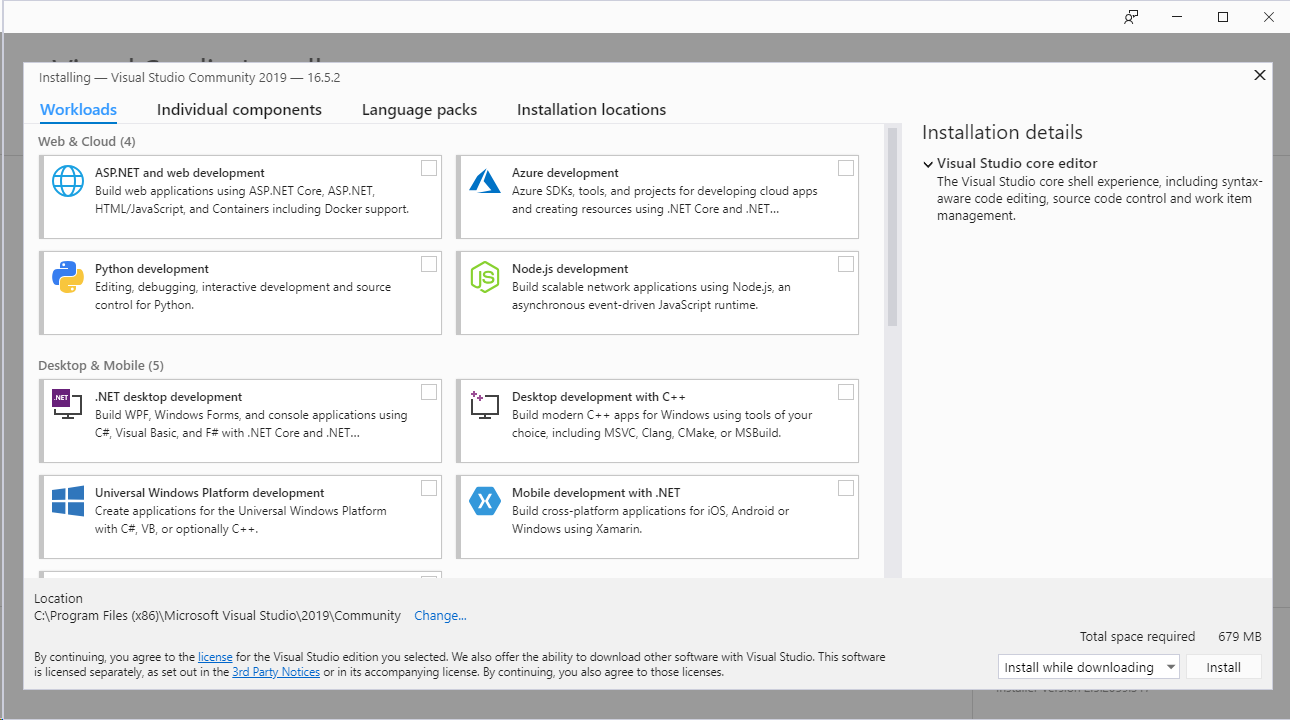 Installing — Visual Studio Community 2019 — 16.5.2
Workloads
Individual components
Language packs
Installation locations
Web & Cloud (4)
ASP.NET and web development
Build web applications using ASP.NET Core, ASP.NET,
HTML/JavaScript, and Containers including Docker support.
Azure development
Azure SDKs, tools, and projects for developing cloud apps
and creating resources using .NET Core and .NET...
Python development
Editing, debugging, interactive development and source
control for Python.
Node.js development
Build scalable network applications using Node.js, an
asynchronous event-driven JavaScript runtime.
Desktop & Mobile (5)
.NET
.NET desktop development
Build WPF, Windows Forms, and console applications using
C#, Visual Basic, and F# with .NET Core and .NET...
Desktop development with C++
Build modern C++ apps for Windows using tools of your
choice, including MSVC, Clang, CMake, or MSBuild.
Universal Windows Platform development
Create applications for the Universal Windows Platform
with C#, VB, or optionally C++.
Mobile development with .NET
Build cross-platform applications for iOS, Android or
Windows using Xamarin.
Installation details
Visual Studio core editor
The Visual Studio core shell experience, including syntax-
aware code editing, source code control and work item
management.
Location
C:\Program Files (x86)\Microsoft Visual Studio\2019\Community
Change...
Total space required 679 MB
By continuing, you agree to the license for the Visual Studio edition you selected. We also offer the ability to download other software with Visual Studio. This software
is licensed separately, as set out in the 3rd Party Notices or in its accompanying license. By continuing, you also agree to those licenses.
Install while downloading
Install